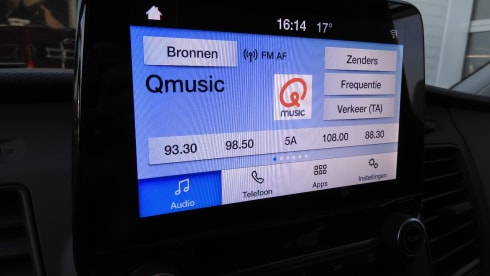 16:14 17°
Bronnen FM AF Zenders
Qmusic Q MUSIC Frequentie
Verkeer (TA)
93.30 98.50 5A 108.00 88.30
Audio Telefoon Apps Instellingen